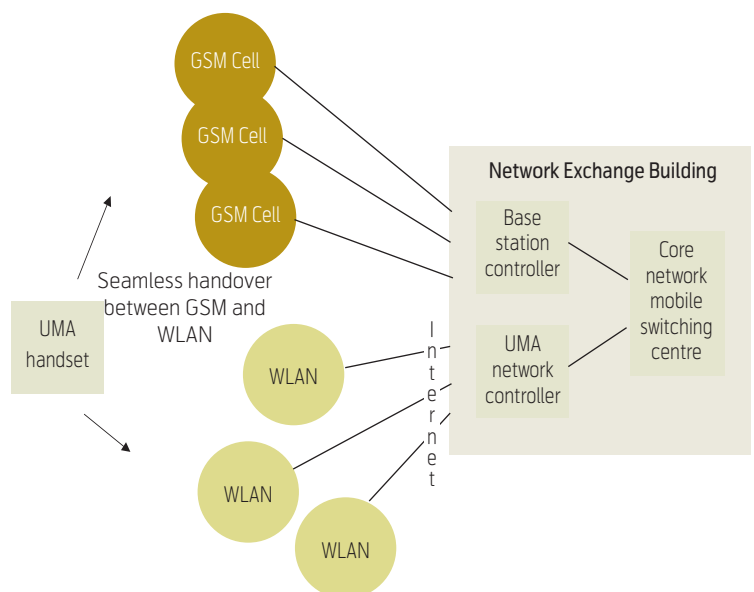 GSM Cell
GSM Cell
GSM Cell
Seamless handover
between GSM and
WLAN
UMA
handset
WLAN
WLAN
WLAN
Internet
Network Exchange Building
Base
station
controller
UMA
network
controller
Core
network
mobile
switching
centre